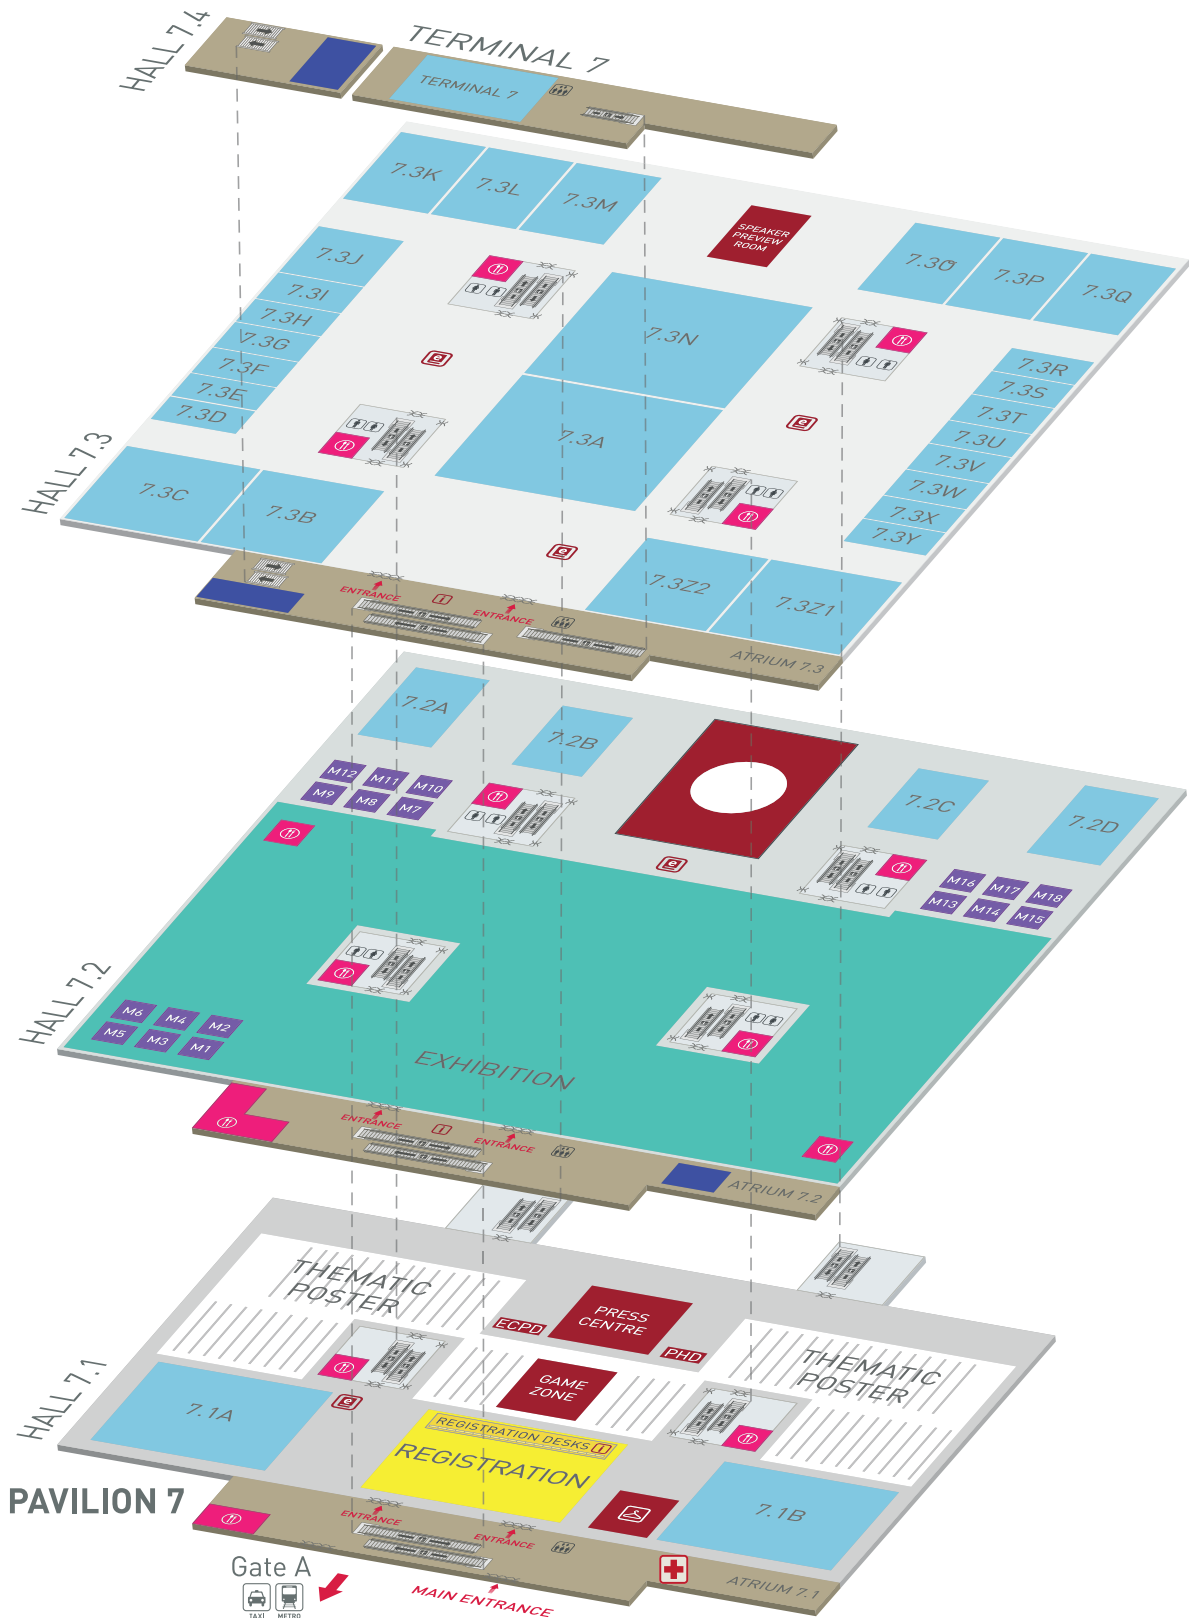 HALL 7.4
TERMINAL 7
TERMINAL 7
7.3K
7.3L
7.3M
SPEAKER
PREVIEW
ROOM
7.3O
7.3P
7.3Q
7.3J
7.3I
7.3H
7.3G
7.3F
7.3E
7.3D
7.3N
7.3A
7.3R
7.3S
7.3T
7.3U
7.3V
7.3W
7.3X
7.3Y
HALL 7.3
7.3C
7.3B
7.3Z2
7.3Z1
ENTRANCE
ENTRANCE
ATRIUM 7.3
7.2A
7.2B
7.2C
7.2D
M12
M11
M10
M9
M8
M7
M16
M17
M18
M13
M14
M15
HALL 7.2
M6
M4
M2
M5
M3
M1
EXHIBITION
ENTRANCE
ENTRANCE
ATRIUM 7.2
THEMATIC
POSTER
PRESS
CENTRE
ECPD
PHD
GAME
ZONE
THEMATIC
POSTER
HALL 7.1
7.1A
REGISTRATION DESKS
REGISTRATION
7.1B
PAVILION 7
ENTRANCE
ENTRANCE
ATRIUM 7.1
Gate A
TAXI
METRO
MAIN ENTRANCE